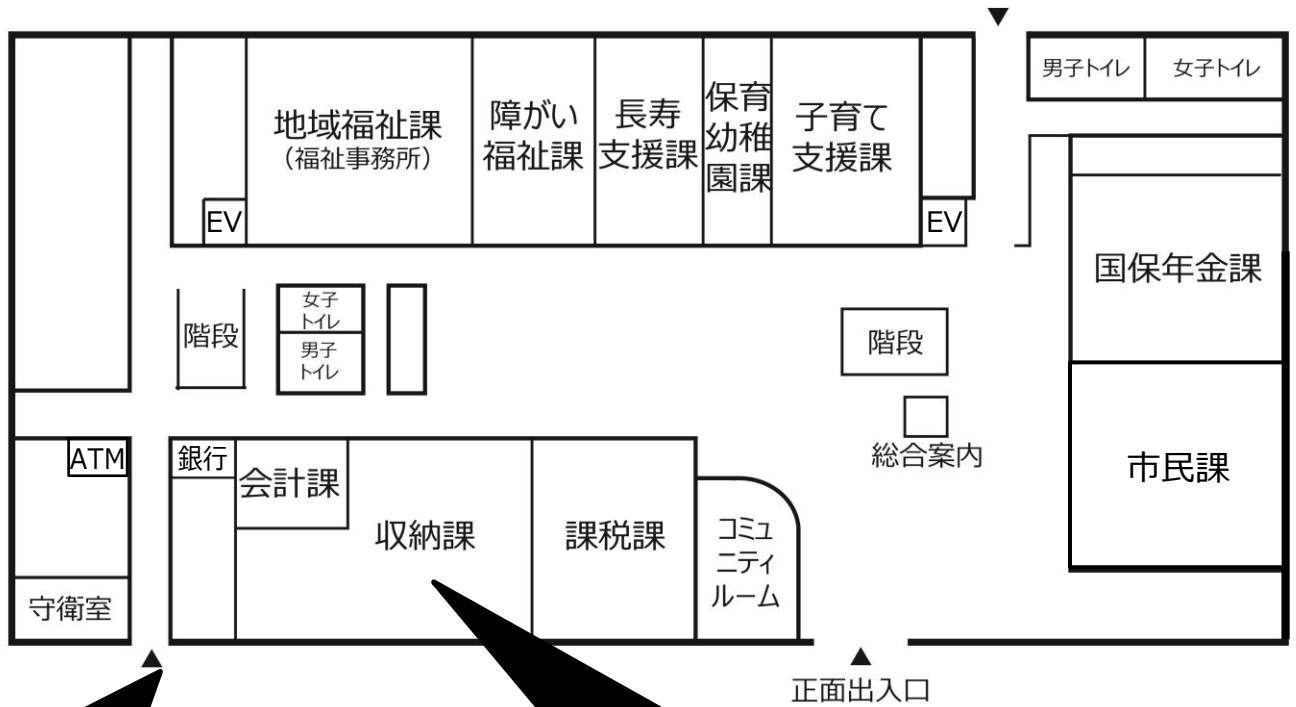 男子トイレ
女子トイレ
地域福祉課
（福祉事務所）
障がい
福祉課
長寿
支援課
保育
幼稚
園課
子育て
支援課
EV
EV
国保年金課
階段
女子
トイレ
男子
トイレ
階段
総合案内
市民課
ATM
銀行
会計課
収納課
課税課
コミュ
ニティ
ルーム
守衛室
正面出入口